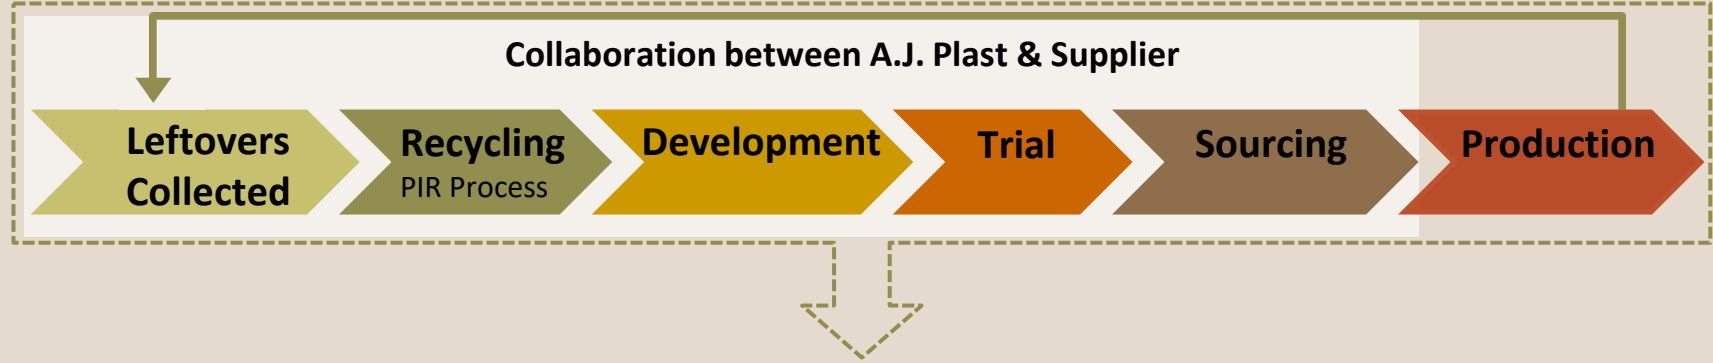 Collaboration between A.J. Plast & Supplier
Leftovers
Collected
Recycling
PIR Process
Development
Trial
Sourcing
Production